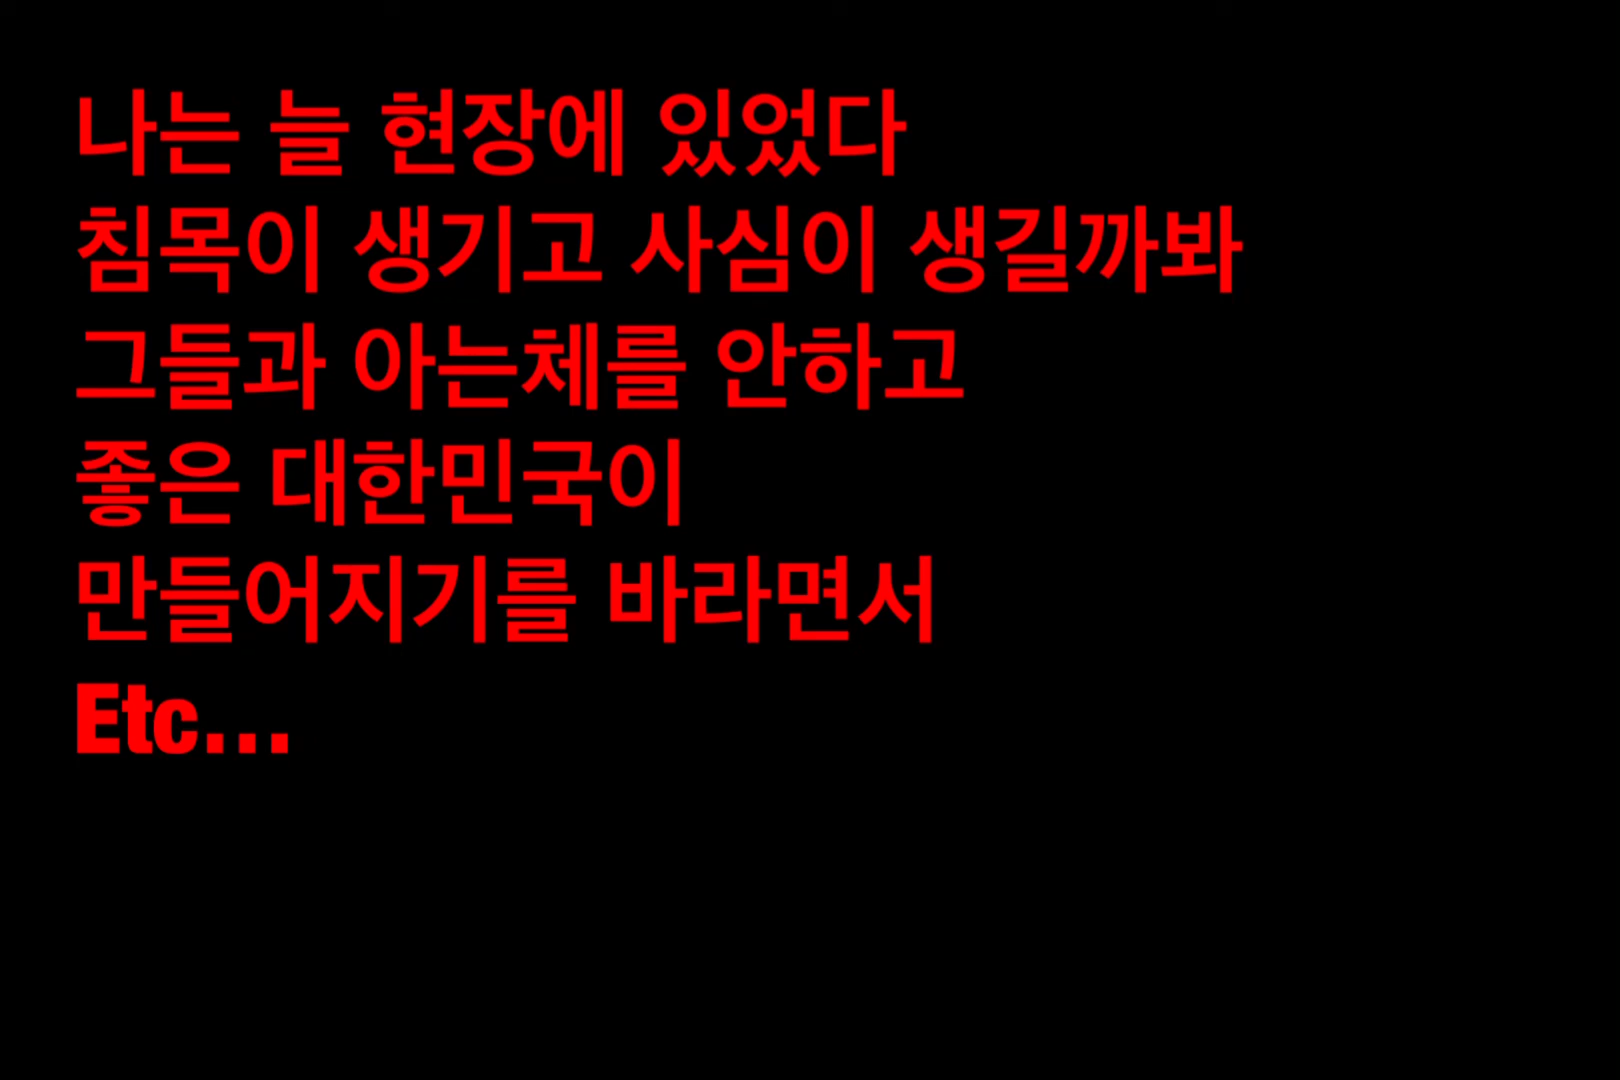 나는 늘 현장에 있었다
침목이 생기고 사심이 생길까봐
그들과 아는체를 안하고
좋은 대한민국이
만들어지기를 바라면서
Etc...